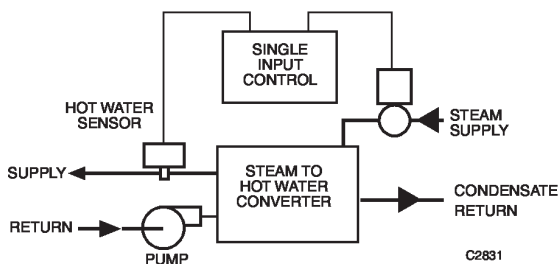 SINGLE
INPUT
CONTROL
HOT WATER
SENSOR
STEAM
SUPPLY
SUPPLY
STEAM TO
HOT WATER
CONVERTER
CONDENSATE
RETURN
RETURN
PUMP
C2831